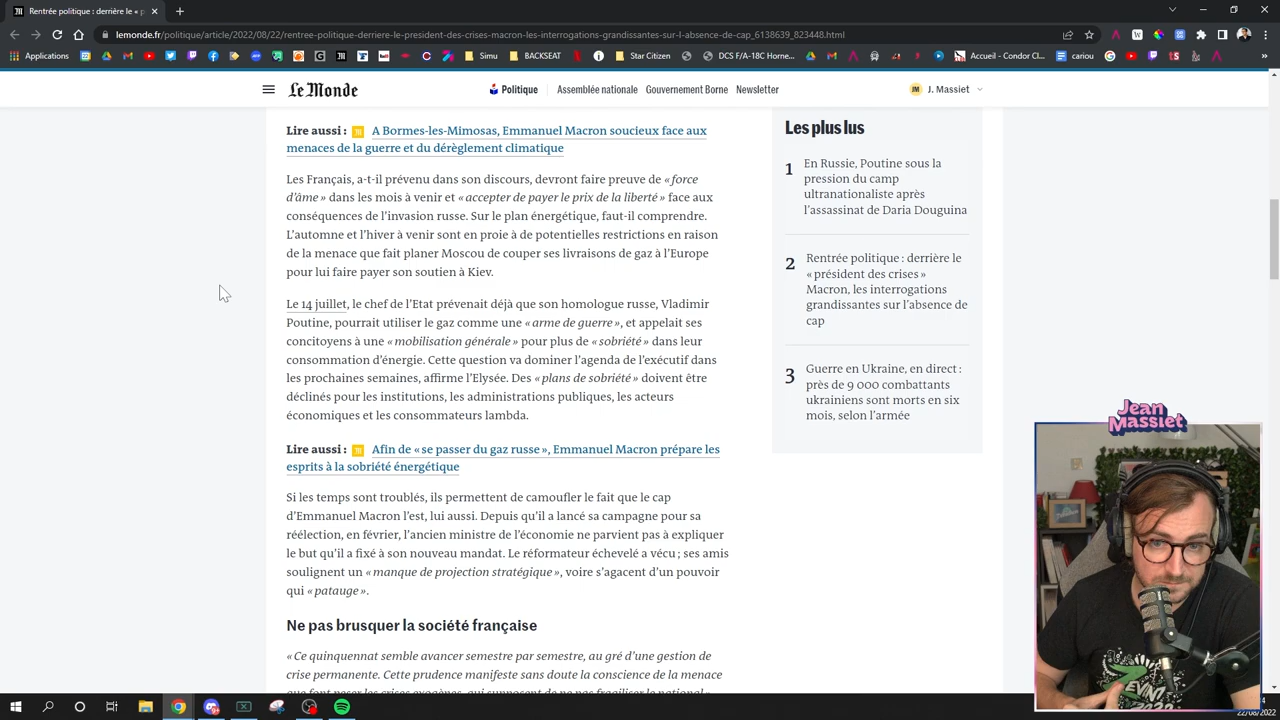 Rentrée politique : derrière le « p
lemonde.fr/politique/article/2022/08/22/rentree-politique-derriere-le-president-des-crises-macron-les-interrogations-grandissantes-sur-l-absence-de-cap_6138639_823448.html
Applications
Simu
BACKSEAT
Star Citizen
DCS F/A-18C Horne...
Accueil - Condor Cl...
cariou
Le Monde
Politique
Assemblée nationale
Gouvernement Borne
Newsletter
JM J. Massiet
Lire aussi : A Bormes-les-Mimosas, Emmanuel Macron soucieux face aux
menaces de la guerre et du dérèglement climatique
Les Français, a-t-il prévenu dans son discours, devront faire preuve de « force
d'âme » dans les mois à venir et « accepter de payer le prix de la liberté » face aux
conséquences de l'invasion russe. Sur le plan énergétique, faut-il comprendre.
L'automne et l'hiver à venir sont en proie à de potentielles restrictions en raison
de la menace que fait planer Moscou de couper ses livraisons de gaz à l'Europe
pour lui faire payer son soutien à Kiev.
Le 14 juillet, le chef de l'Etat prévenait déjà que son homologue russe, Vladimir
Poutine, pourrait utiliser le gaz comme une « arme de guerre », et appelait ses
concitoyens à une « mobilisation générale » pour plus de « sobriété » dans leur
consommation d'énergie. Cette question va dominer l'agenda de l'exécutif dans
les prochaines semaines, affirme l'Elysée. Des « plans de sobriété » doivent être
déclinés pour les institutions, les administrations publiques, les acteurs
économiques et les consommateurs lambda.
Lire aussi : Afin de « se passer du gaz russe », Emmanuel Macron prépare les
esprits à la sobriété énergétique
Si les temps sont troublés, ils permettent de camoufler le fait que le cap
d'Emmanuel Macron l'est, lui aussi. Depuis qu'il a lancé sa campagne pour sa
réélection, en février, l'ancien ministre de l'économie ne parvient pas à expliquer
le but qu'il a fixé à son nouveau mandat. Le réformateur échevelé a vécu ; ses amis
soulignent un « manque de projection stratégique », voire s'agacent d'un pouvoir
qui « patauge ».
Ne pas brusquer la société française
« Ce quinquennat semble avancer semestre par semestre, au gré d'une gestion de
crise permanente. Cette prudence manifeste sans doute la conscience de la menace
que font peser les crises exogènes, qui supposent de ne pas fragiliser le national »
Les plus lus
1 En Russie, Poutine sous la
pression du camp
ultranationaliste après
l'assassinat de Daria Douguina
2 Rentrée politique : derrière le
« président des crises »
Macron, les interrogations
grandissantes sur l'absence de
cap
3 Guerre en Ukraine, en direct :
près de 9 000 combattants
ukrainiens sont morts en six
mois, selon l'armée
Jean
Massiet
22/08/2022